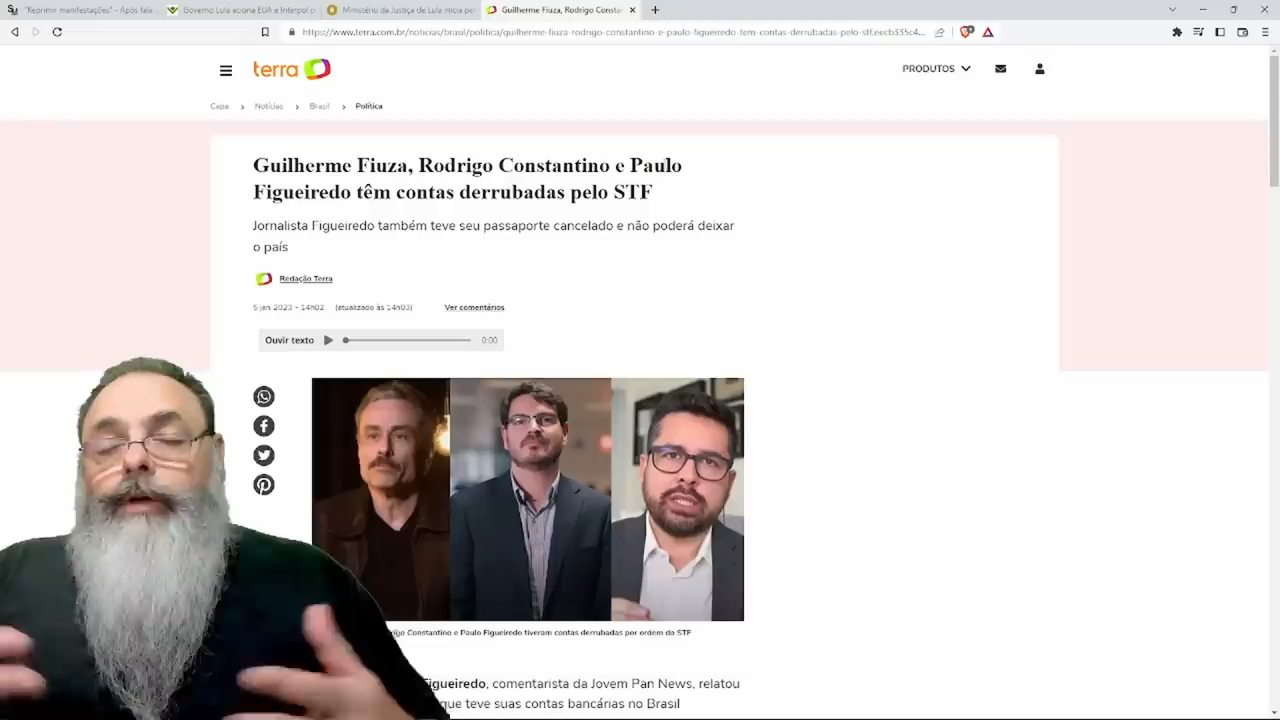 "Reprimir manifestações" - Após fala
Governo Lula aciona EUA e Interpol p
Ministério da Justiça de Lula inicia pe
Guilherme Fiuza, Rodrigo Constan
https://www.terra.com.br/noticias/brasil/politica/guilherme-fiuza-rodrigo-constantino-e-paulo-figueiredo-tem-contas-derrubadas-pelo-stf,eecb335c4...
terra
PRODUTOS
Capa > Notícias > Brasil > Política
Guilherme Fiuza, Rodrigo Constantino e Paulo
Figueiredo têm contas derrubadas pelo STF
Jornalista Figueiredo também teve seu passaporte cancelado e não poderá deixar
o país
Redação Terra
5 jan 2023 - 14h02 (atualizado às 14h03)
Ver comentários
Ouvir texto 0:00
Constantino e Paulo Figueiredo tiveram contas derrubadas por ordem do STF
Figueiredo, comentarista da Jovem Pan News, relatou
que teve suas contas bancárias no Brasil